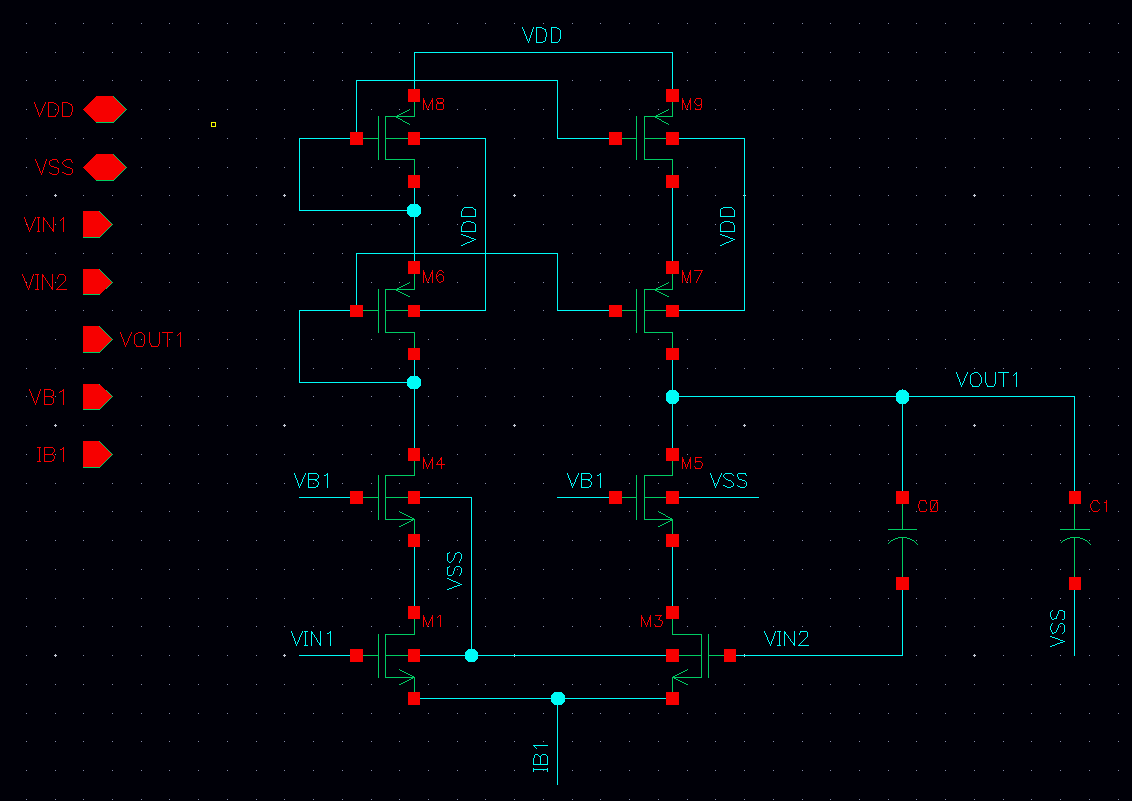 VDD
VDD
M8
M9
VSS
VIN1
VDD
VDD
VIN2
M6
M7
VOUT1
VOUT1
VB1
IB1
M4
M5
VB1
VB1
VSS
C0
C1
VSS
M1
M3
VIN1
VIN2
VSS
IB1